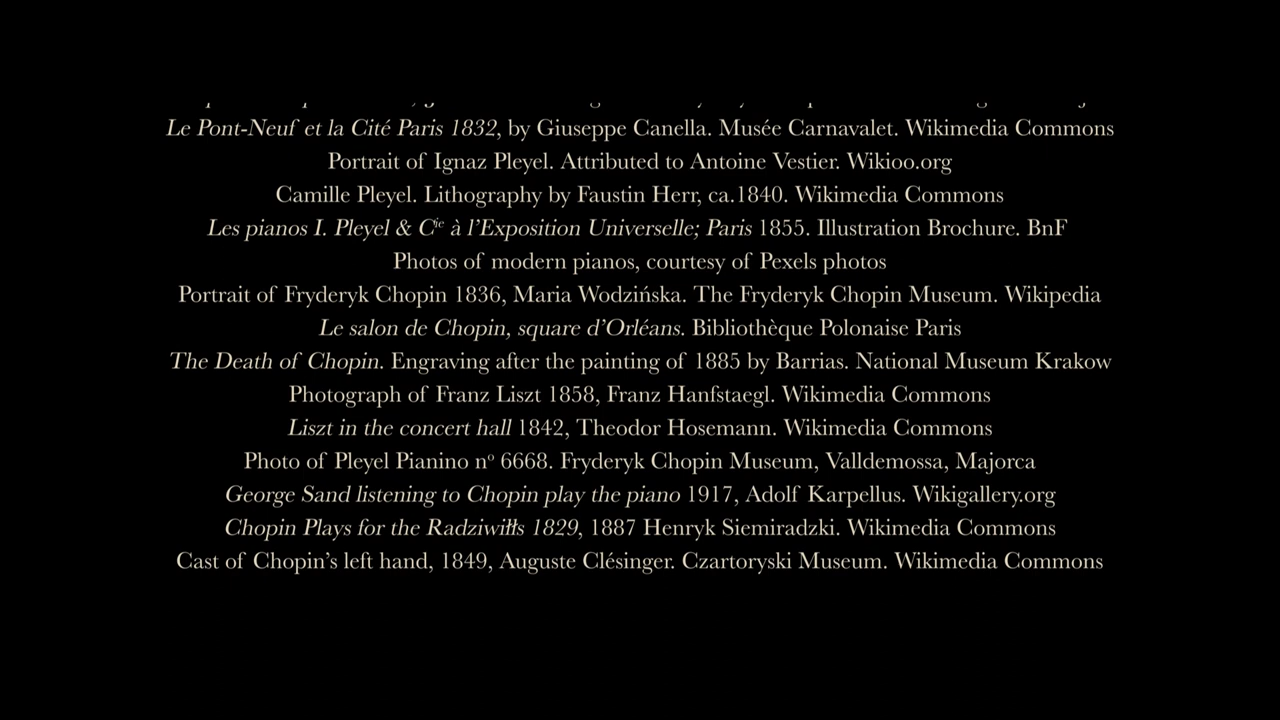 Le Pont-Neuf et la Cité Paris 1832, by Giuseppe Canella. Musée Carnavalet. Wikimedia Commons
Portrait of Ignaz Pleyel. Attributed to Antoine Vestier. Wikioo.org
Camille Pleyel. Lithography by Faustin Herr, ca.1840. Wikimedia Commons
Les pianos I. Pleyel & Cie à l’Exposition Universelle; Paris 1855. Illustration Brochure. BnF
Photos of modern pianos, courtesy of Pexels photos
Portrait of Fryderyk Chopin 1836, Maria Wodzińska. The Fryderyk Chopin Museum. Wikipedia
Le salon de Chopin, square d’Orléans. Bibliothèque Polonaise Paris
The Death of Chopin. Engraving after the painting of 1885 by Barrias. National Museum Krakow
Photograph of Franz Liszt 1858, Franz Hanfstaegl. Wikimedia Commons
Liszt in the concert hall 1842, Theodor Hosemann. Wikimedia Commons
Photo of Pleyel Pianino nº 6668. Fryderyk Chopin Museum, Valldemossa, Majorca
George Sand listening to Chopin play the piano 1917, Adolf Karpellus. Wikigallery.org
Chopin Plays for the Radziwiłłs 1829, 1887 Henryk Siemiradzki. Wikimedia Commons
Cast of Chopin’s left hand, 1849, Auguste Clésinger. Czartoryski Museum. Wikimedia Commons